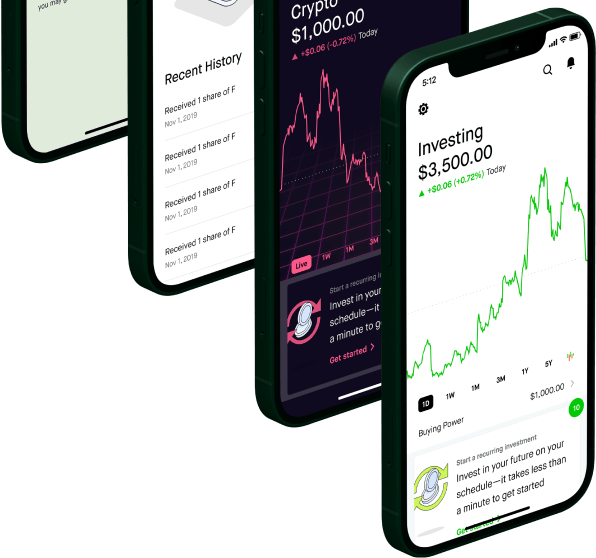 you may g
Recent History
Received 1 share of F
Nov 1, 2019
Received 1 share of F
Nov 1, 2019
Received 1 share of F
Nov 1, 2019
Received 1 share of F
Nov 1, 2019
Crypto
$1,000.00
+$0.06 (-0.72%) Today
Live 1W 1M 3M
Start a recurring i
Invest in your
schedule—it
a minute to g
Get started
5:12
Investing
$3,500.00
+$0.06 (+0.72%) Today
1D 1W 1M 3M 1Y 5Y
Buying Power $1,000.00
10
Start a recurring investment
Invest in your future on your
schedule—it takes less than
a minute to get started
Get started